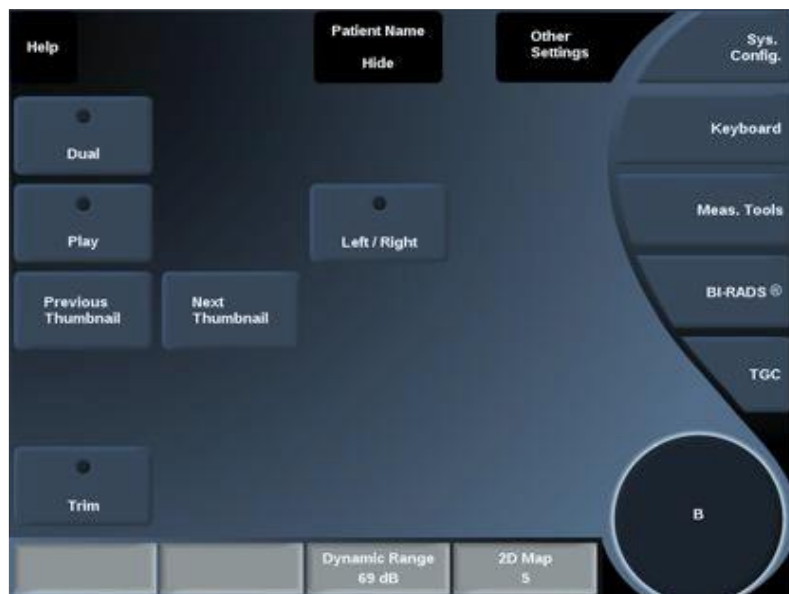 Help
Patient Name
Hide
Other
Settings
Sys.
Config.
Dual
Keyboard
Play
Left / Right
Meas. Tools
Previous
Thumbnail
Next
Thumbnail
BI-RADS ®
TGC
Trim
B
Dynamic Range
69 dB
2D Map
5